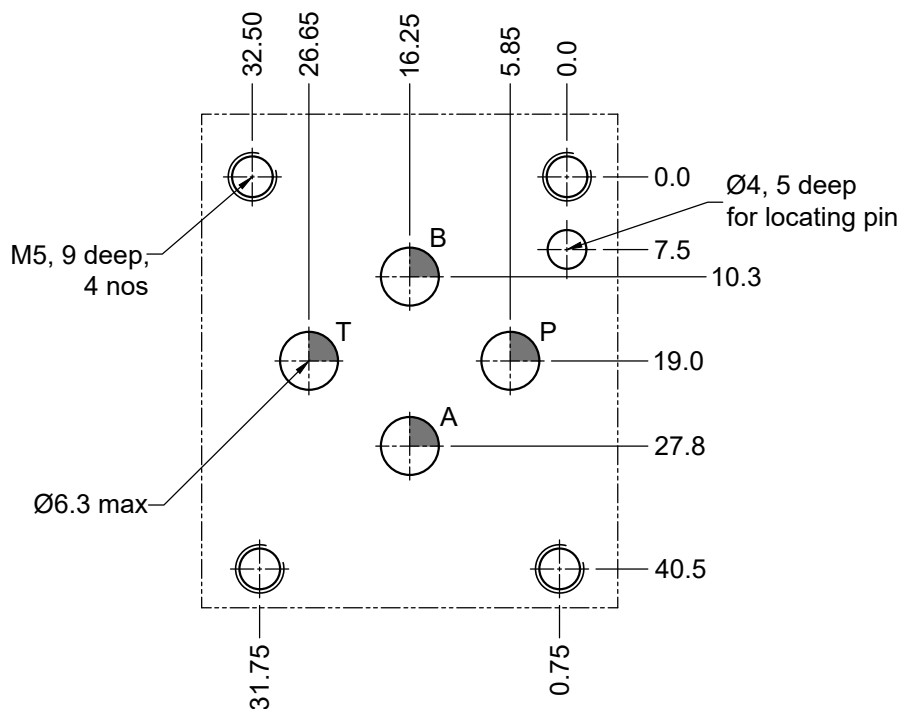 32.50
26.65
16.25
5.85
0.0
0.0
Ø4, 5 deep
for locating pin
7.5
B
10.3
M5, 9 deep,
4 nos
T
P
19.0
A
27.8
Ø6.3 max
40.5
31.75
0.75